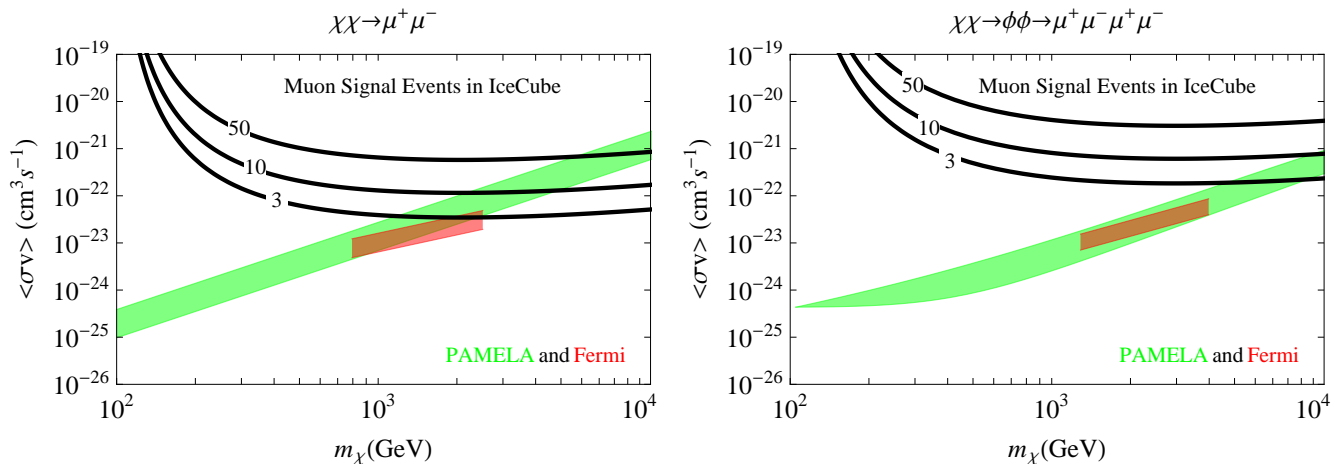 χχ→μ⁺μ⁻
10⁻¹⁹
10⁻²⁰
10⁻²¹
10⁻²²
10⁻²³
10⁻²⁴
10⁻²⁵
10⁻²⁶
<σv> (cm³s⁻¹)
Muon Signal Events in IceCube
50
10
3
PAMELA and Fermi
10²
10³
10⁴
mχ(GeV)
χχ→ϕϕ→μ⁺μ⁻μ⁺μ⁻
10⁻¹⁹
10⁻²⁰
10⁻²¹
10⁻²²
10⁻²³
10⁻²⁴
10⁻²⁵
10⁻²⁶
<σv> (cm³s⁻¹)
Muon Signal Events in IceCube
50
10
3
PAMELA and Fermi
10²
10³
10⁴
mχ(GeV)